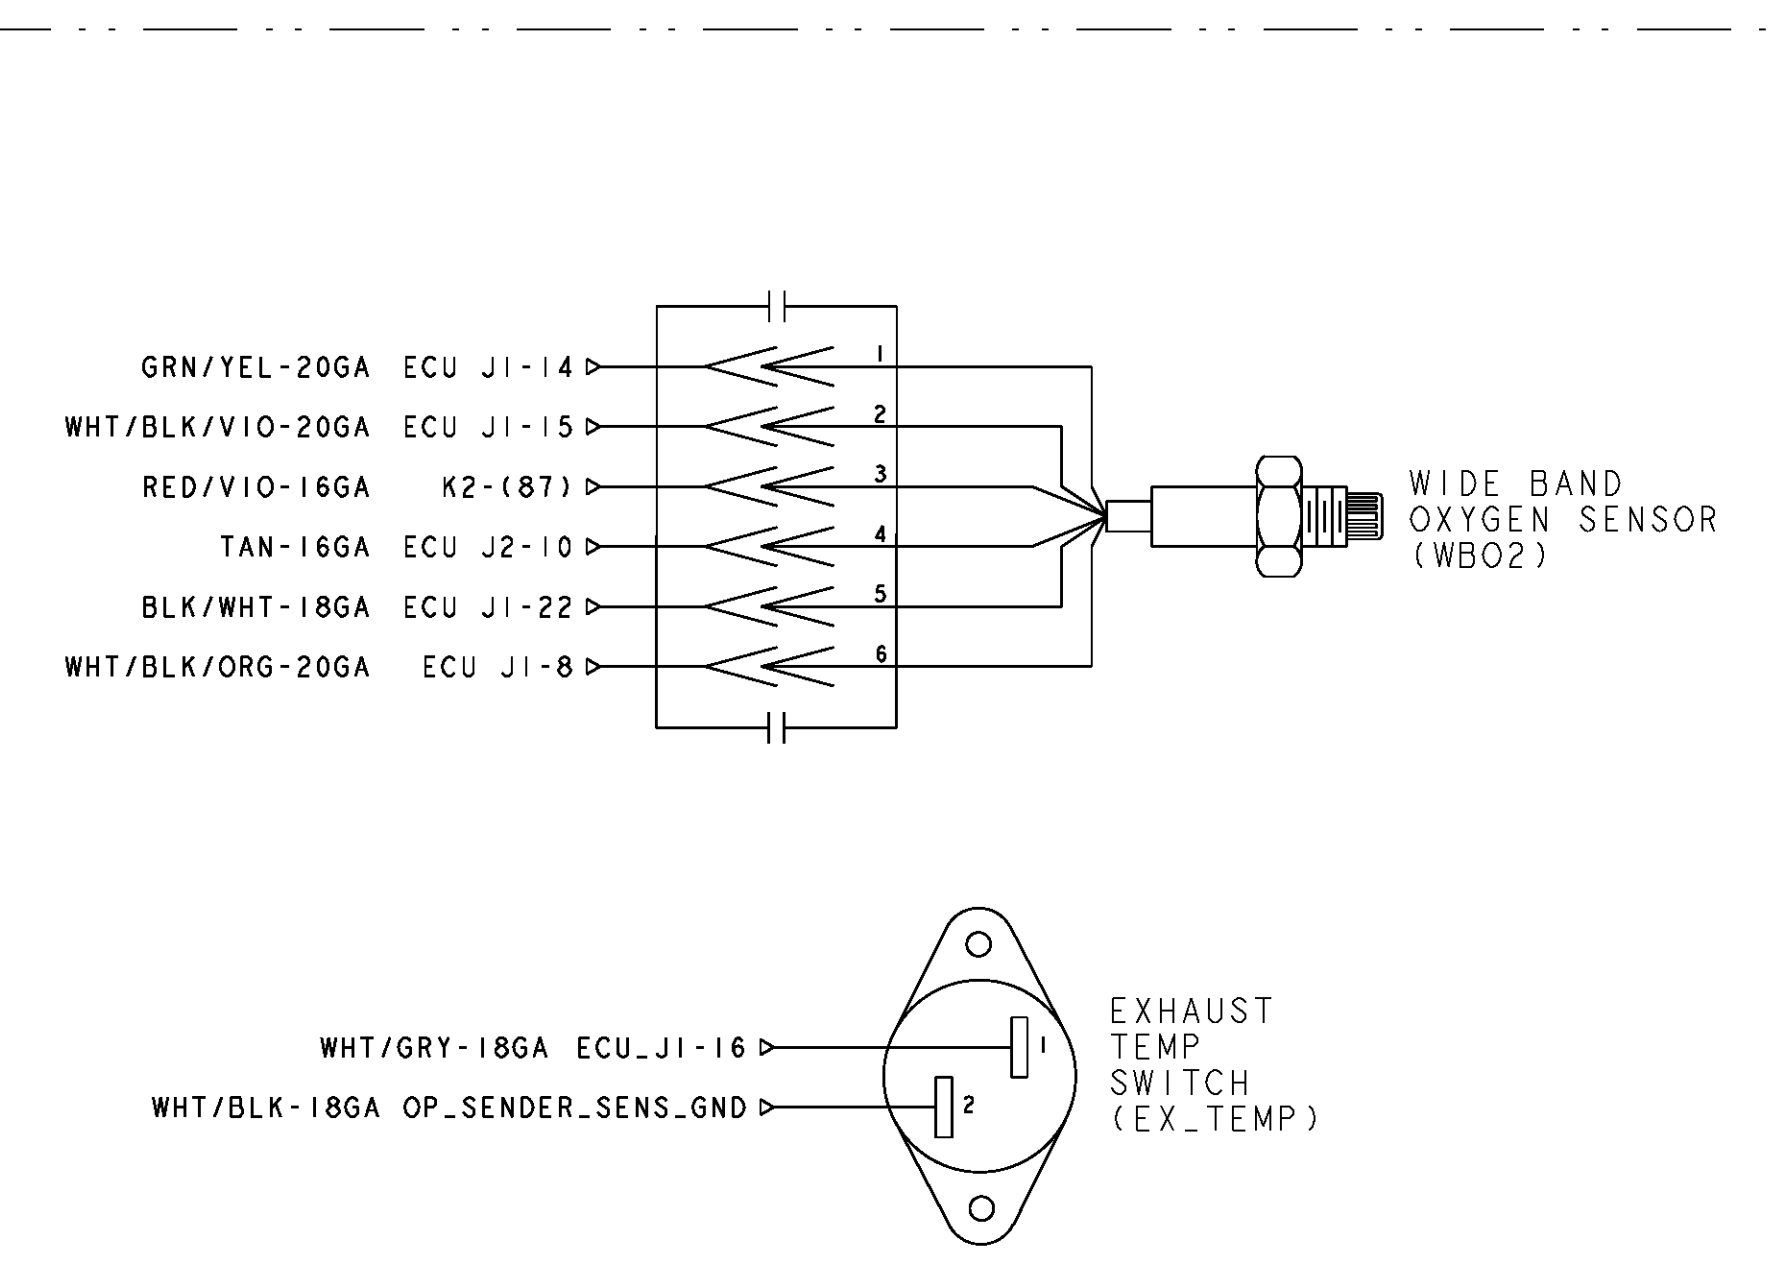 GRN/YEL-20GA ECU J1-14 1
WHT/BLK/VIO-20GA ECU J1-15 2
RED/VIO-16GA K2-(87) 3
TAN-16GA ECU J2-10 4
BLK/WHT-18GA ECU J1-22 5
WHT/BLK/ORG-20GA ECU J1-8 6
WIDE BAND
OXYGEN SENSOR
(WBO2)
WHT/GRY-18GA ECU_J1-16 1
WHT/BLK-18GA OP_SENDER_SENS_GND 2
EXHAUST
TEMP
SWITCH
(EX_TEMP)